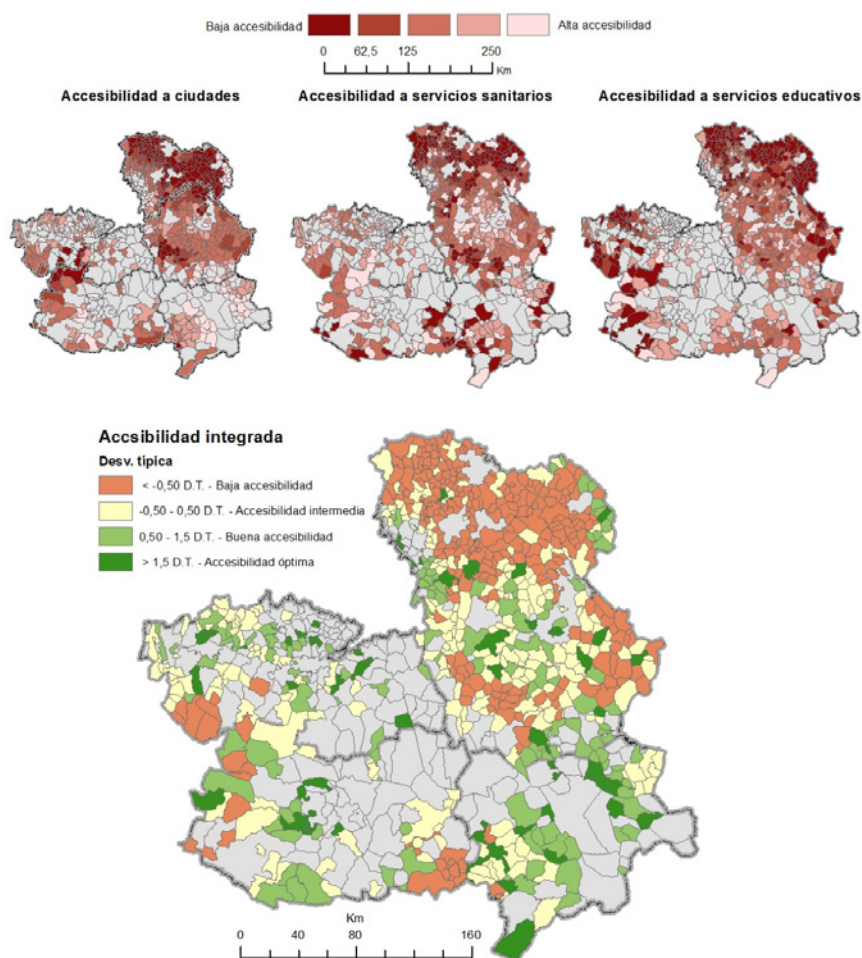 Baja accesibilidad Alta accesibilidad
0 62,5 125 250
Km
Accesibilidad a ciudades Accesibilidad a servicios sanitarios Accesibilidad a servicios educativos
Accsibilidad integrada
Desv. típica
< -0,50 D.T. - Baja accesibilidad
-0,50 - 0,50 D.T. - Accesibilidad intermedia
0,50 - 1,5 D.T. - Buena accesibilidad
> 1,5 D.T. - Accesibilidad óptima
Km
0 40 80 160